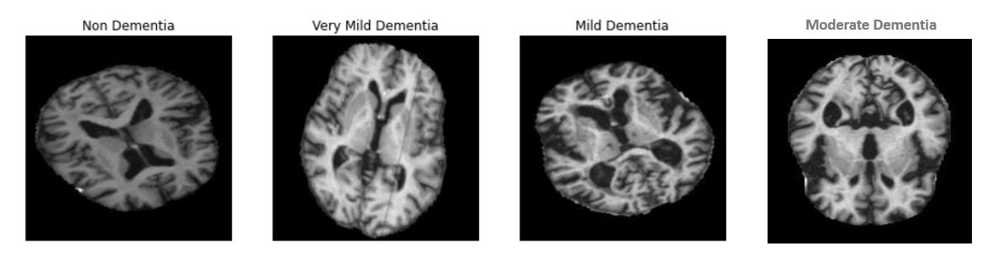 Non Dementia
Very Mild Dementia
Mild Dementia
Moderate Dementia